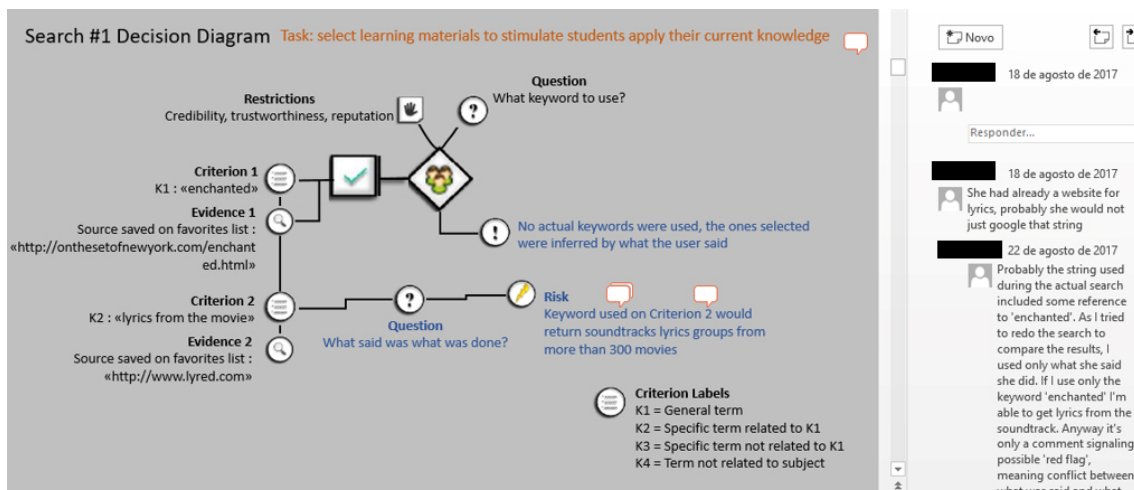 Search #1 Decision Diagram
Task: select learning materials to stimulate students apply their current knowledge
Restrictions
Credibility, trustworthiness, reputation
Question
What keyword to use?
Criterion 1
K1 : «enchanted»
Evidence 1
Source saved on favorites list :
«http://onthesetofnewyork.com/enchant
ed.html»
No actual keywords were used, the ones selected
were inferred by what the user said
Criterion 2
K2 : «lyrics from the movie»
Evidence 2
Source saved on favorites list :
«http://www.lyred.com»
Question
What said was what was done?
Risk
Keyword used on Criterion 2 would
return soundtracks lyrics groups from
more than 300 movies
Criterion Labels
K1 = General term
K2 = Specific term related to K1
K3 = Specific term not related to K1
K4 = Term not related to subject
Novo
18 de agosto de 2017
Responder...
18 de agosto de 2017
She had already a website for
lyrics, probably she would not
just google that string
22 de agosto de 2017
Probably the string used
during the actual search
included some reference
to 'enchanted'. As I tried
to redo the search to
compare the results, I
used only what she said
she did. If I use only the
keyword 'enchanted' I'm
able to get lyrics from the
soundtrack. Anyway it's
only a comment signaling
possible 'red flag',
meaning conflict between
what was said and what